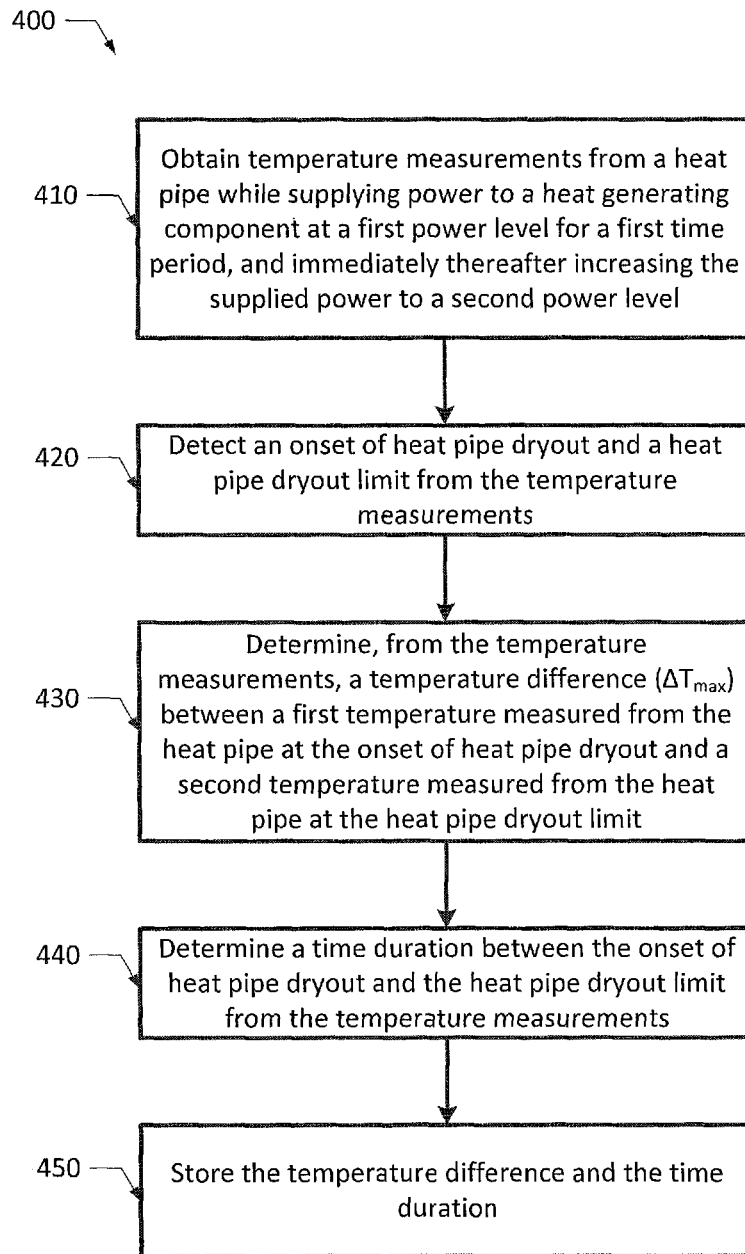 400
410
Obtain temperature measurements from a heat
pipe while supplying power to a heat generating
component at a first power level for a first time
period, and immediately thereafter increasing the
supplied power to a second power level
420
Detect an onset of heat pipe dryout and a heat
pipe dryout limit from the temperature
measurements
430
Determine, from the temperature
measurements, a temperature difference (ΔTmax)
between a first temperature measured from the
heat pipe at the onset of heat pipe dryout and a
second temperature measured from the heat
pipe at the heat pipe dryout limit
440
Determine a time duration between the onset of
heat pipe dryout and the heat pipe dryout limit
from the temperature measurements
450
Store the temperature difference and the time
duration